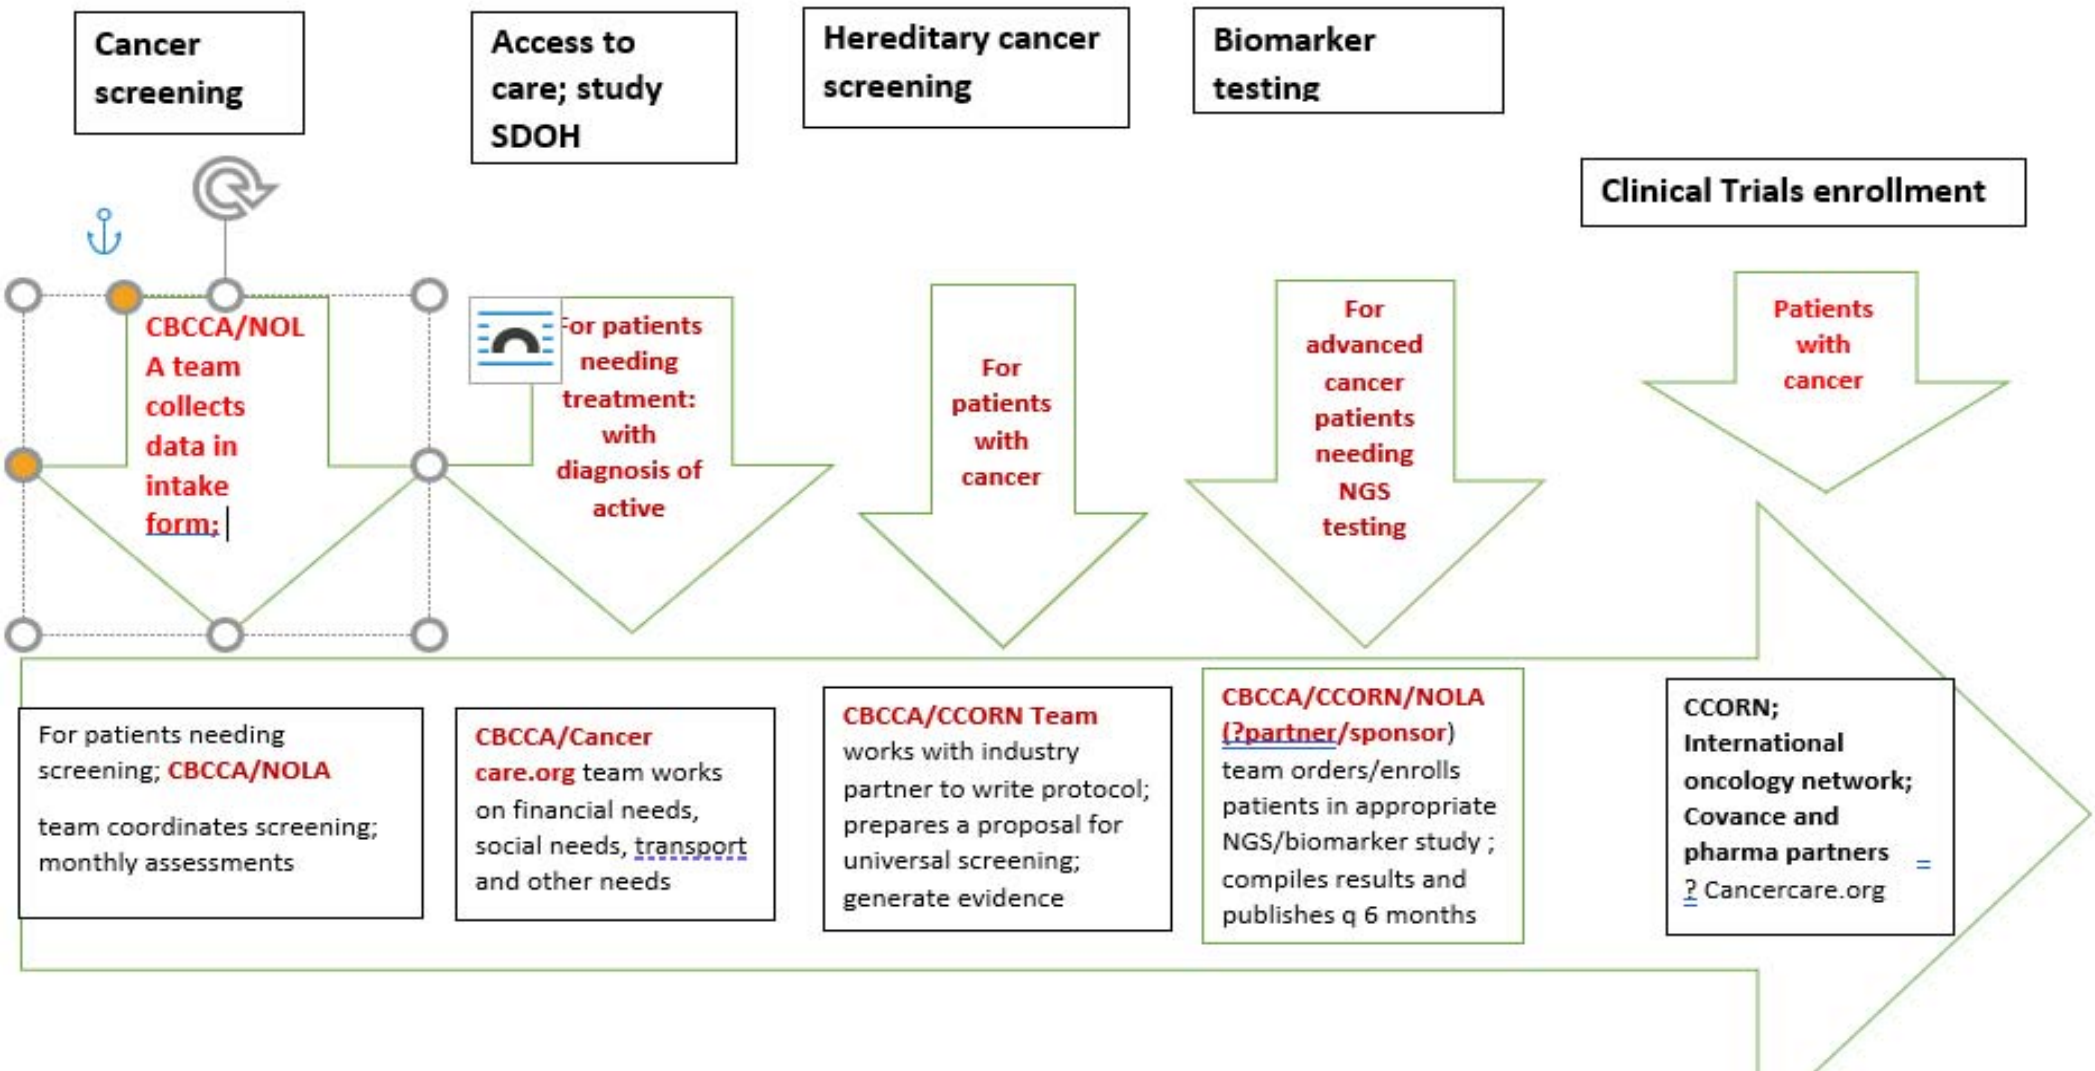 Cancer
screening
Access to
care; study
SDOH
Hereditary cancer
screening
Biomarker
testing
Clinical Trials enrollment
CBCCA/NOL
A team
collects
data in
intake
form;
For patients
needing
treatment:
with
diagnosis of
active
For
patients
with
cancer
For
advanced
cancer
patients
needing
NGS
testing
Patients
with
cancer
For patients needing
screening; CBCCA/NOLA
team coordinates screening;
monthly assessments
CBCCA/Cancer
care.org team works
on financial needs,
social needs, transport
and other needs
CBCCA/CCORN Team
works with industry
partner to write protocol;
prepares a proposal for
universal screening;
generate evidence
CBCCA/CCORN/NOLA
(?partner/sponsor)
team orders/enrolls
patients in appropriate
NGS/biomarker study ;
compiles results and
publishes q 6 months
CCORN;
International
oncology network;
Covance and
pharma partners
? Cancercare.org